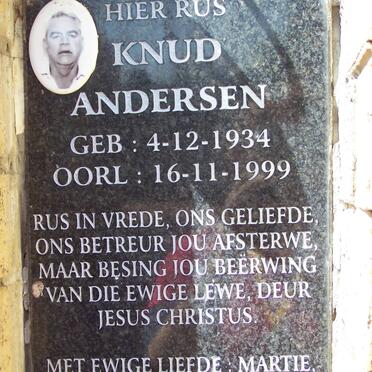 HIER RUS
KNUD
ANDERSEN
GEB : 4-12-1934
OORL : 16-11-1999
RUS IN VREDE, ONS GELIEFDE,
ONS BETREUR JOU AFSTERWE,
MAAR BESING JOU BEËRWING
VAN DIE EWIGE LEWE, DEUR
JESUS CHRISTUS.
MET EWIGE LIEFDE : MARTIE,